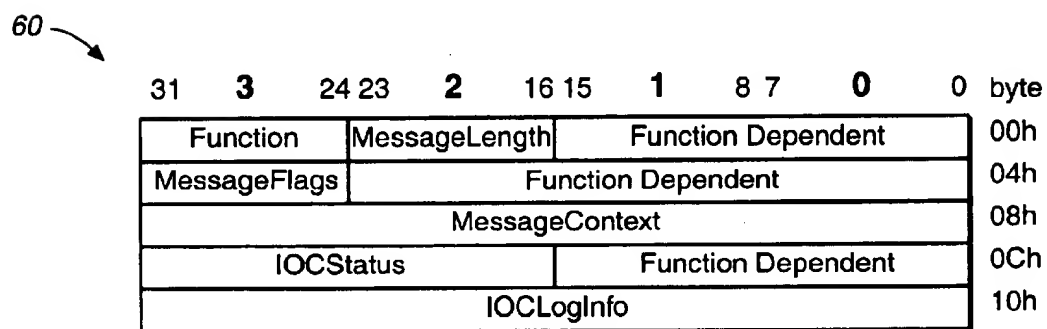 60
31 3 24 23 2 16 15 1 8 7 0 0 byte
Function MessageLength Function Dependent 00h
MessageFlags Function Dependent 04h
MessageContext 08h
IOCStatus Function Dependent 0Ch
IOCLogInfo 10h